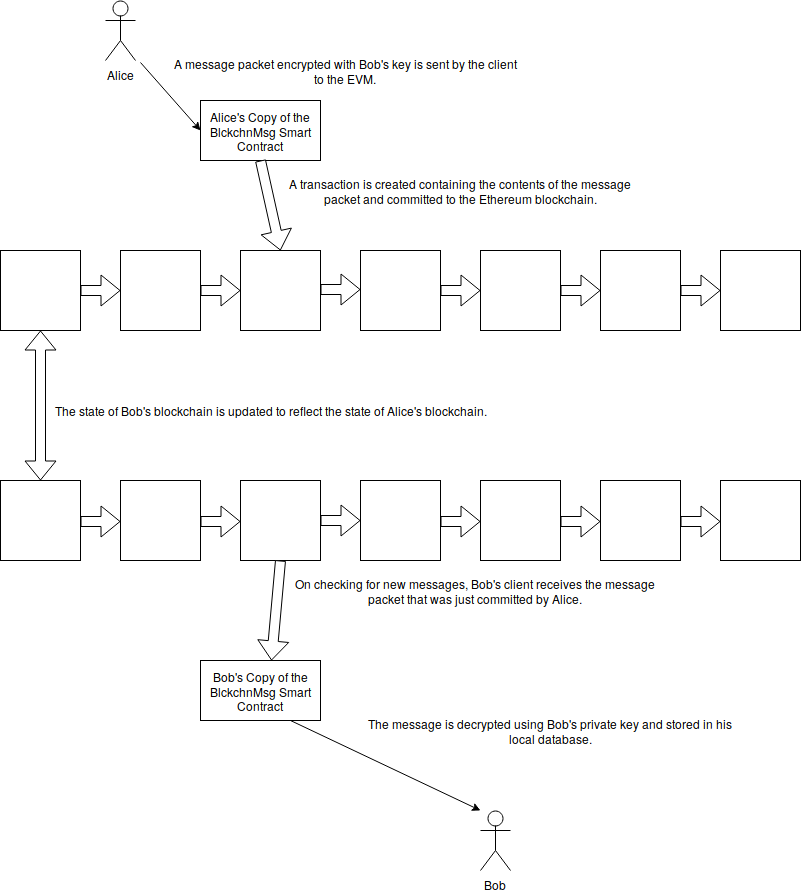 Alice
A message packet encrypted with Bob's key is sent by the client
to the EVM.
Alice's Copy of the
BlckchnMsg Smart
Contract
A transaction is created containing the contents of the message
packet and committed to the Ethereum blockchain.
The state of Bob's blockchain is updated to reflect the state of Alice's blockchain.
On checking for new messages, Bob's client receives the message
packet that was just committed by Alice.
Bob's Copy of the
BlckchnMsg Smart
Contract
The message is decrypted using Bob's private key and stored in his
local database.
Bob